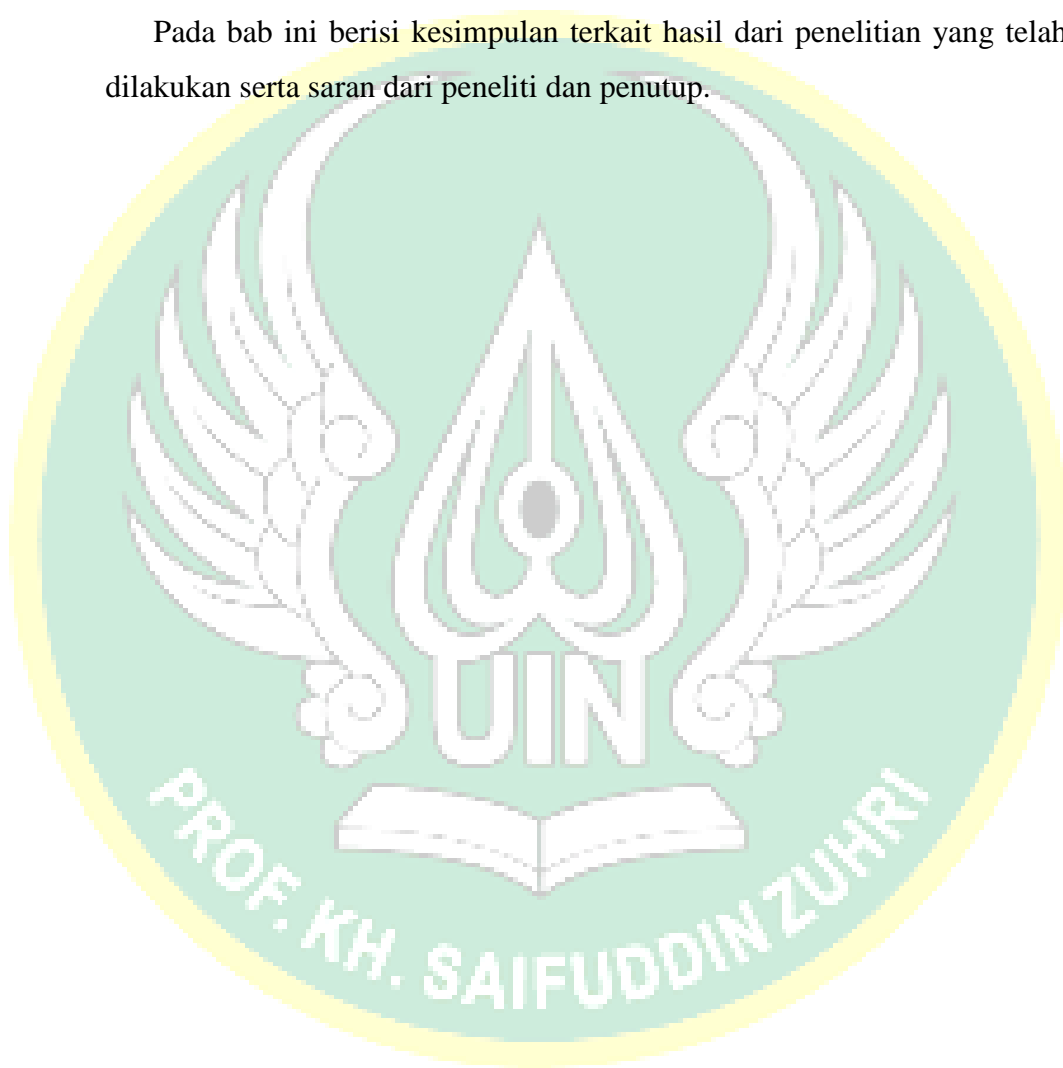 Pada bab ini berisi kesimpulan terkait hasil dari penelitian yang telah
dilakukan serta saran dari peneliti dan penutup.
UIN
PROF. KH. SAIFUDDIN ZUHRI